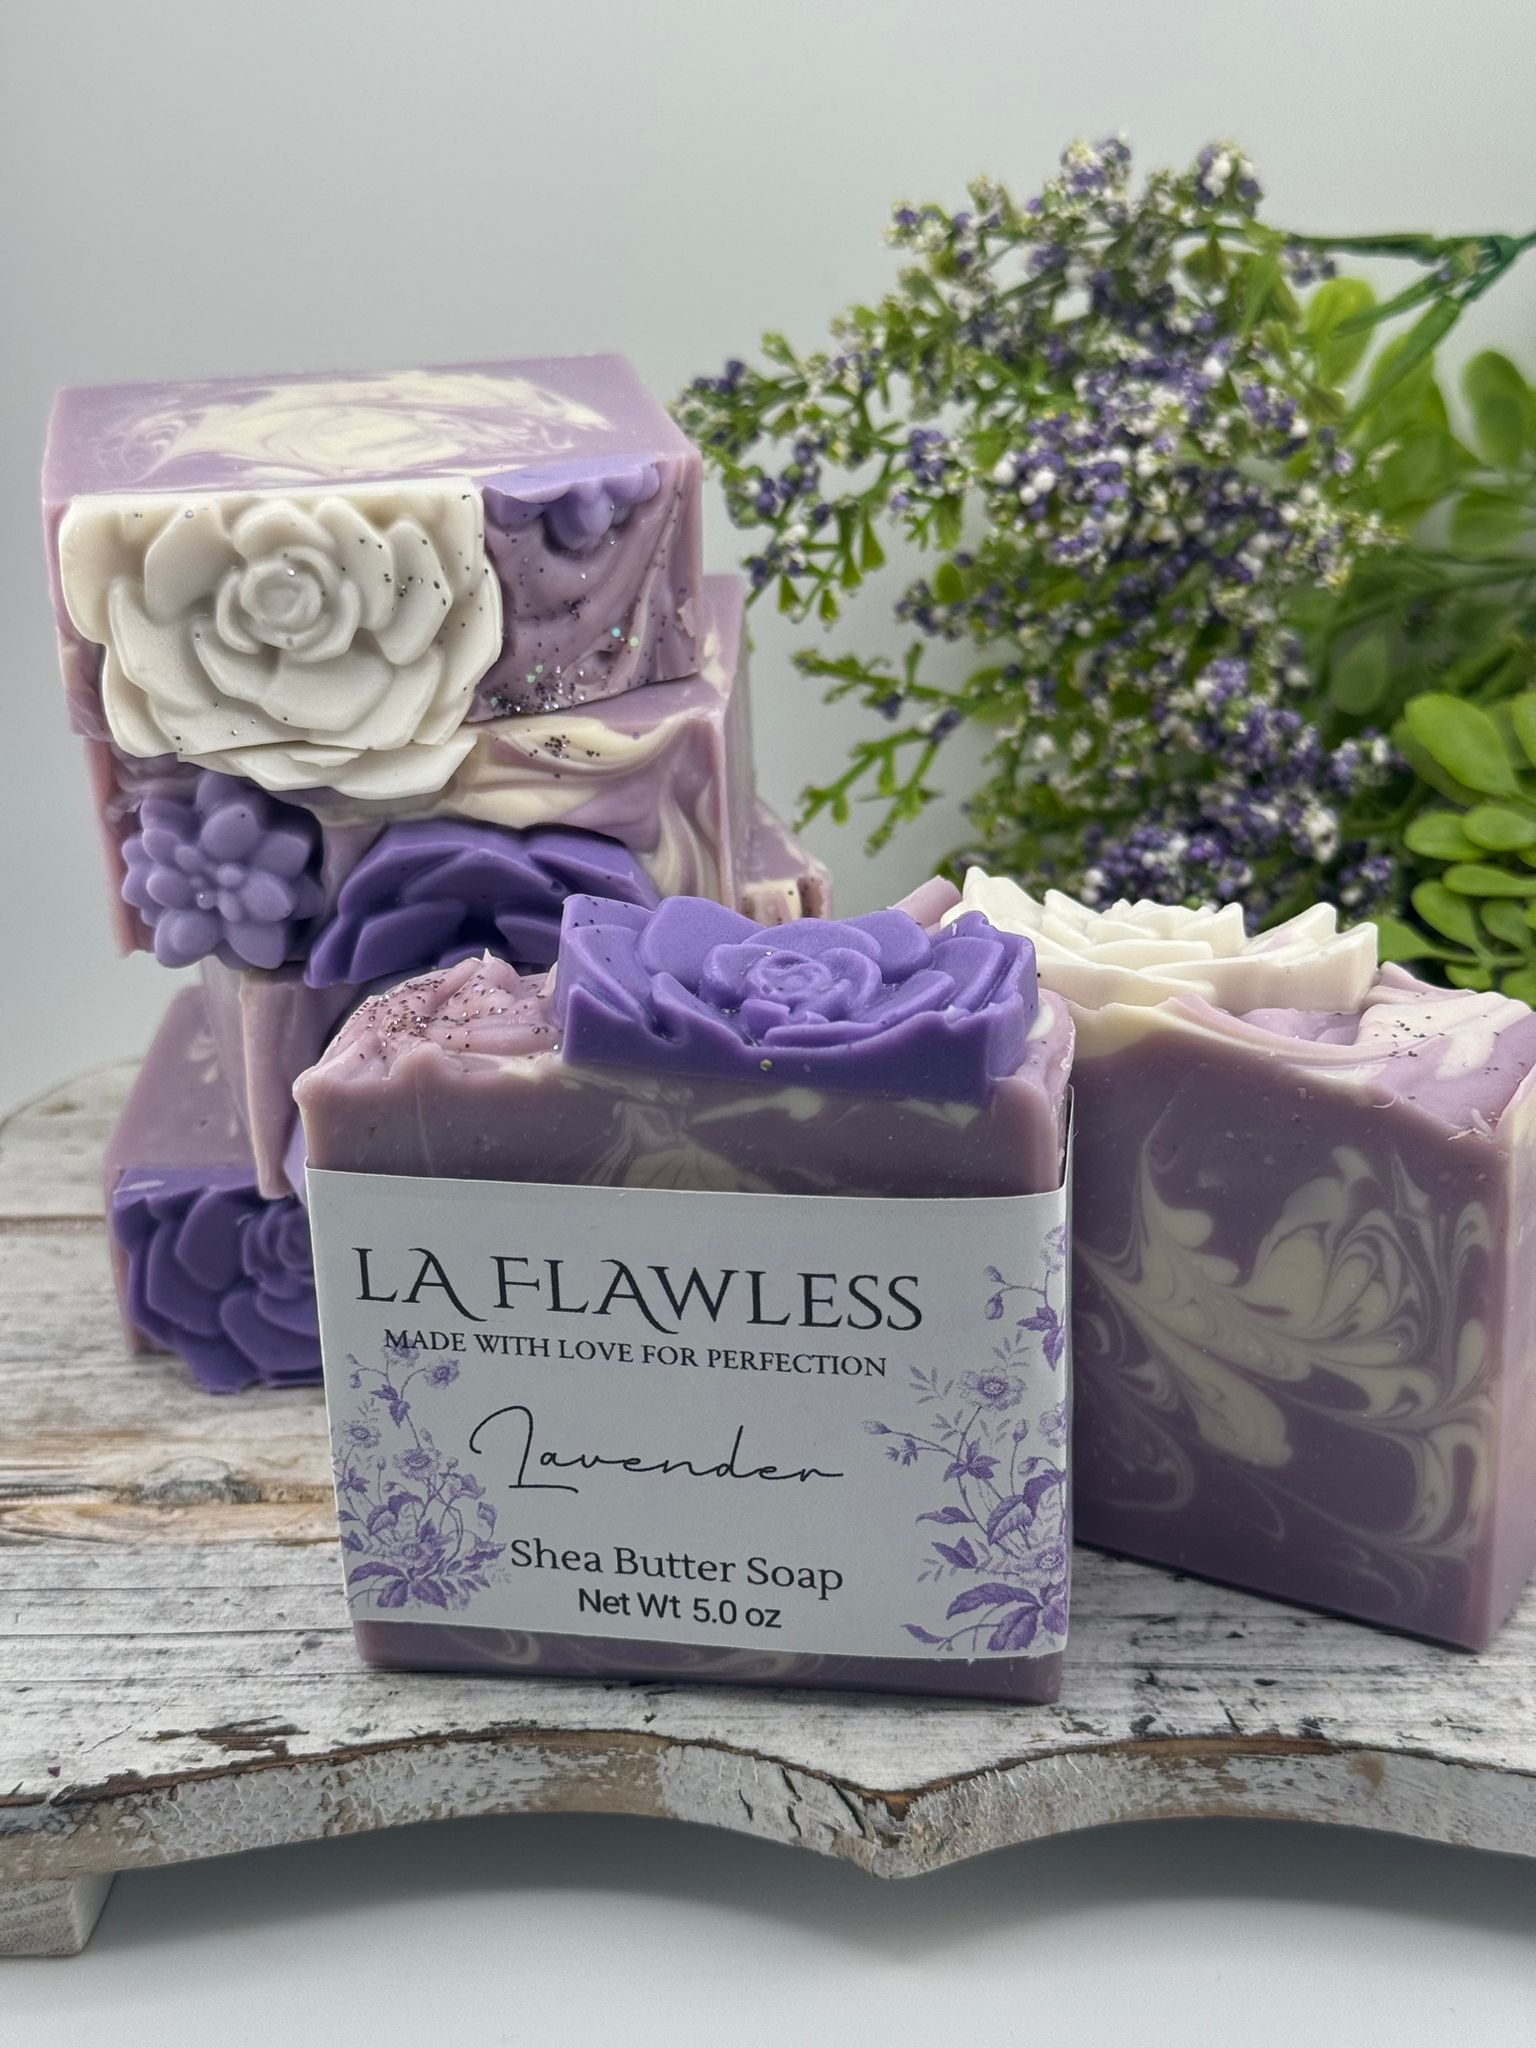 LA FLAWLESS
MADE WITH LOVE FOR PERFECTION
Lavender
Shea Butter Soap
Net Wt 5.0 oz